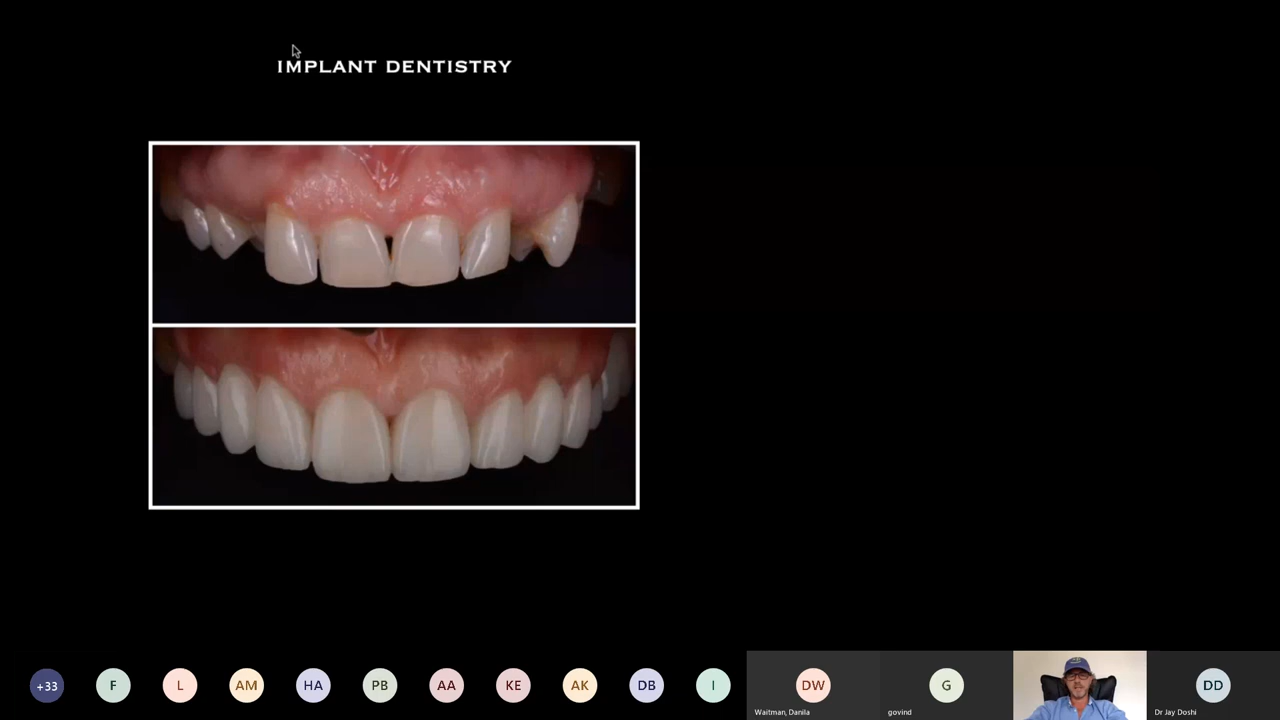 IMPLANT DENTISTRY
+33
F
L
AM
HA
PB
AA
KE
AK
DB
I
DW
G
DD
Waitman, Danila
govind
Dr Jay Doshi